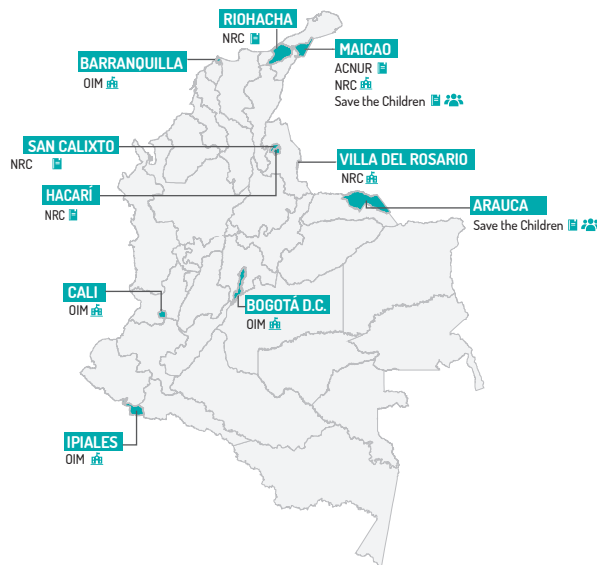 RIOHACHA
NRC
MAICAO
ACNUR
NRC
Save the Children
BARRANQUILLA
OIM
SAN CALIXTO
NRC
VILLA DEL ROSARIO
NRC
HACARÍ
NRC
ARAUCA
Save the Children
CALI
OIM
BOGOTÁ D.C.
OIM
IPIALES
OIM